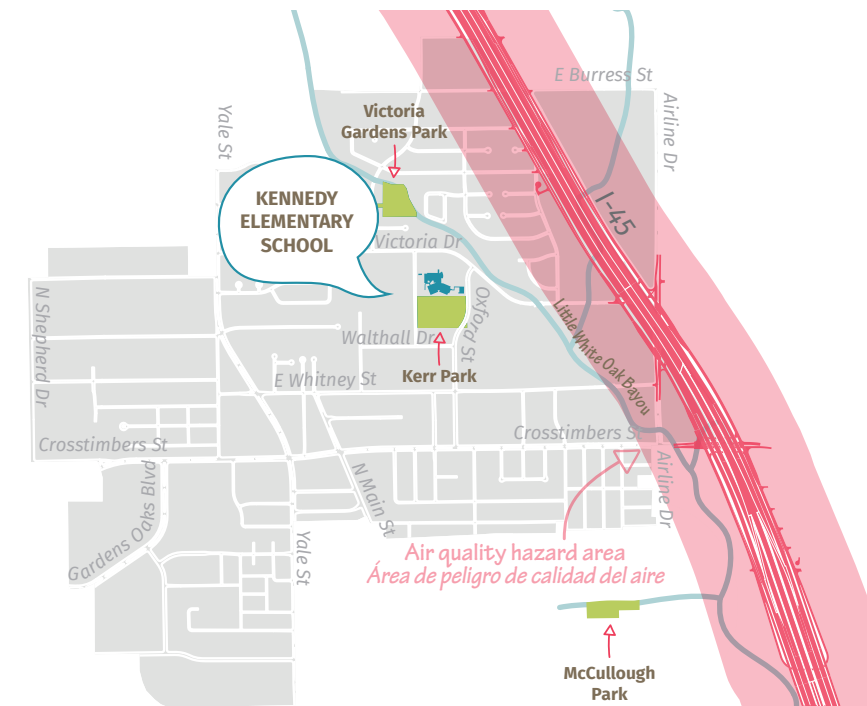 E Burress St
Yale St
Airline Dr
Victoria
Gardens Park
KENNEDY
ELEMENTARY
SCHOOL
I-45
Victoria Dr
N Shepherd Dr
Oxford St
Little White Oak Bayou
Walthall Dr
Kerr Park
E Whitney St
Crosstimbers St
Crosstimbers St
Gardens Oaks Blvd
N Main St
Airline Dr
Yale St
Air quality hazard area
Área de peligro de calidad del aire
McCullough
Park